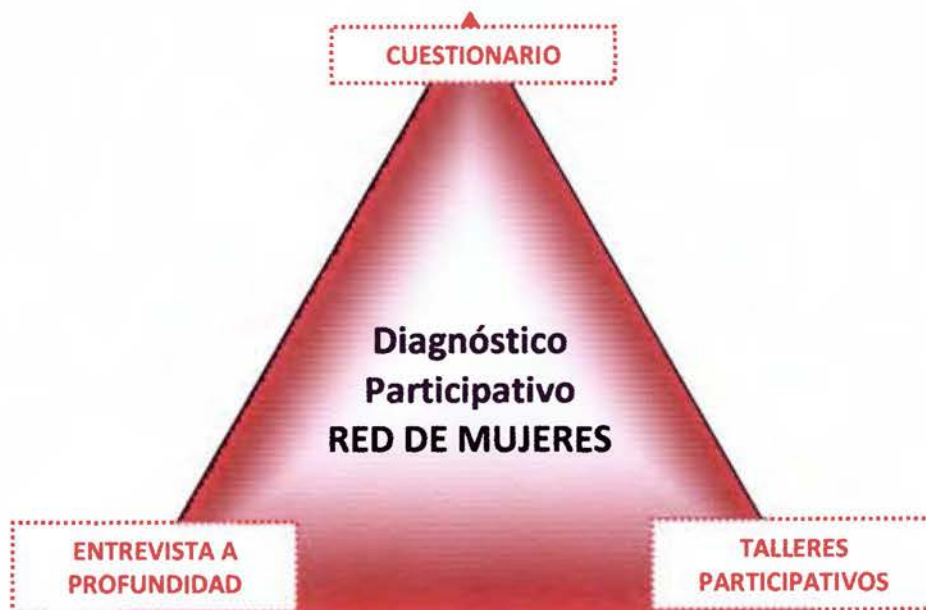 CUESTIONARIO
Diagnóstico
Participativo
RED DE MUJERES
ENTREVISTA A
PROFUNDIDAD
TALLERES
PARTICIPATIVOS